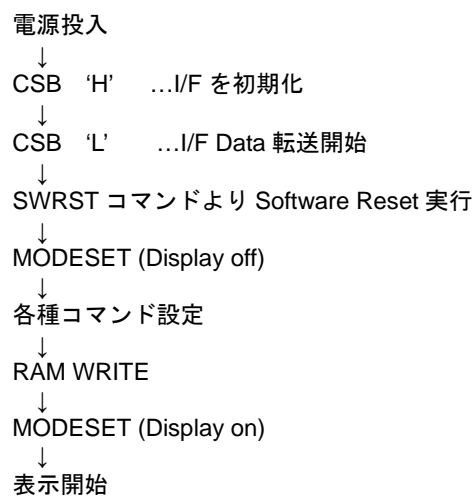 電源投入
↓
CSB ‘H’ …I/F を初期化
↓
CSB ‘L’ …I/F Data 転送開始
↓
SWRST コマンドより Software Reset 実行
↓
MODESET (Display off)
↓
各種コマンド設定
↓
RAM WRITE
↓
MODESET (Display on)
↓
表示開始